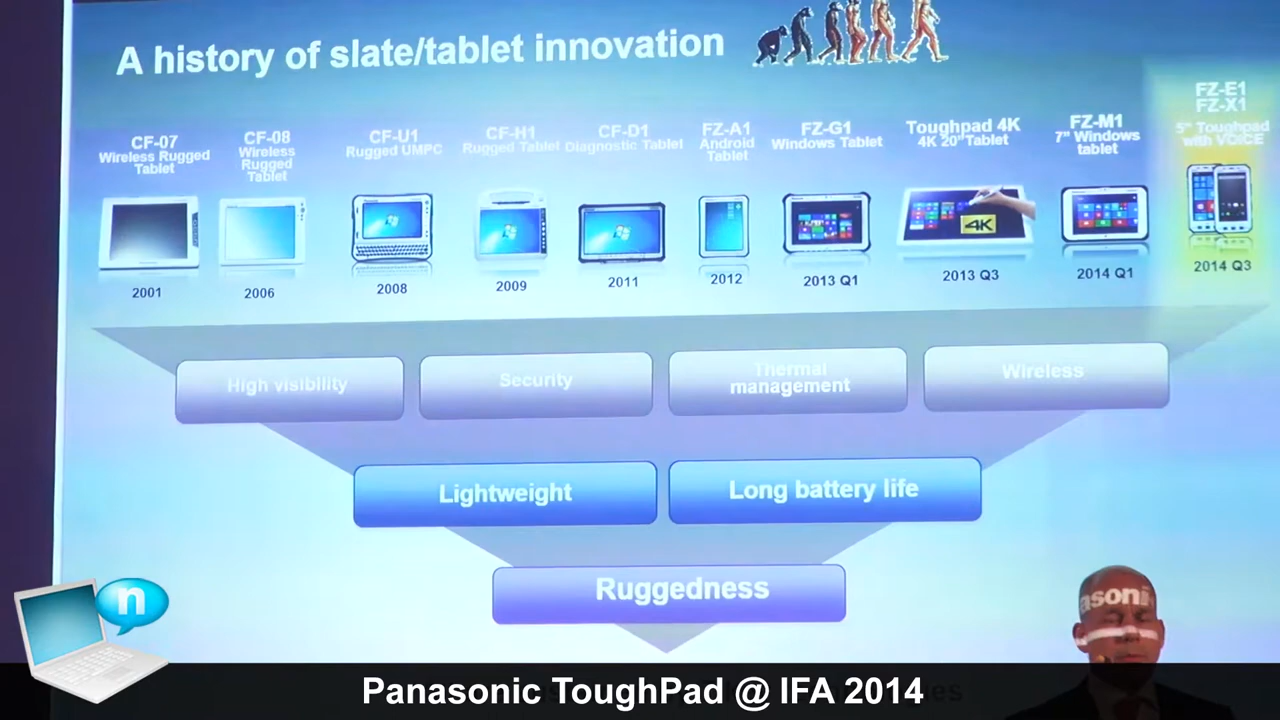 A history of slate/tablet innovation
CF-07
Wireless Rugged
Tablet
2001
CF-08
Wireless
Rugged
Tablet
2006
CF-U1
Rugged UMPC
2008
CF-H1
Rugged Tablet
2009
CF-D1
Diagnostic Tablet
2011
FZ-A1
Android
Tablet
2012
FZ-G1
Windows Tablet
2013 Q1
Toughpad 4K
4K 20"Tablet
4K
2013 Q3
FZ-M1
7" Windows
tablet
2014 Q1
FZ-E1
FZ-X1
5" Toughpad
with VOICE
2014 Q3
High visibility
Security
Thermal
management
Wireless
Lightweight
Long battery life
Ruggedness
asoni
n
Panasonic ToughPad @ IFA 2014